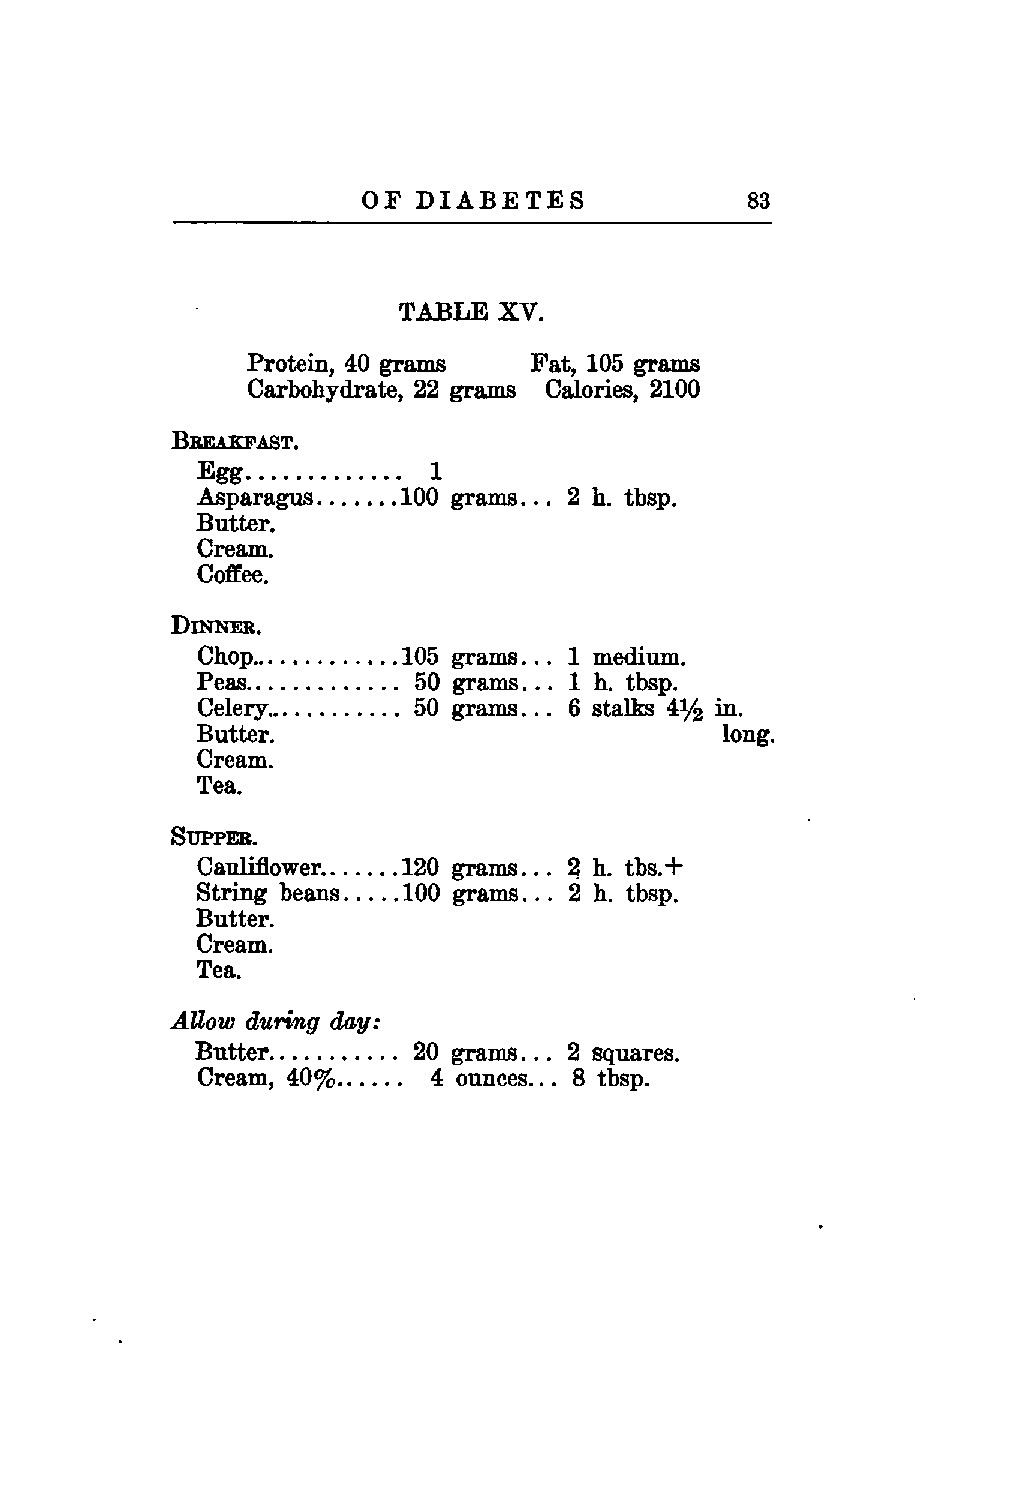 OF DIABETES 83
TABLE XV.
Protein, 40 grams Fat, 105 grams
Carbohydrate, 22 grams Calories, 2100
BREAKFAST.
Egg............. 1
Asparagus.......100 grams... 2 h. tbsp.
Butter.
Cream.
Coffee.
DINNER.
Chop.............105 grams... 1 medium.
Peas............. 50 grams... 1 h. tbsp.
Celery............ 50 grams... 6 stalks 4½ in.
Butter. long.
Cream.
Tea.
SUPPER.
Cauliflower.......120 grams... 2 h. tbs.+
String beans.....100 grams... 2 h. tbsp.
Butter.
Cream.
Tea.
Allow during day:
Butter........... 20 grams... 2 squares.
Cream, 40%...... 4 ounces... 8 tbsp.